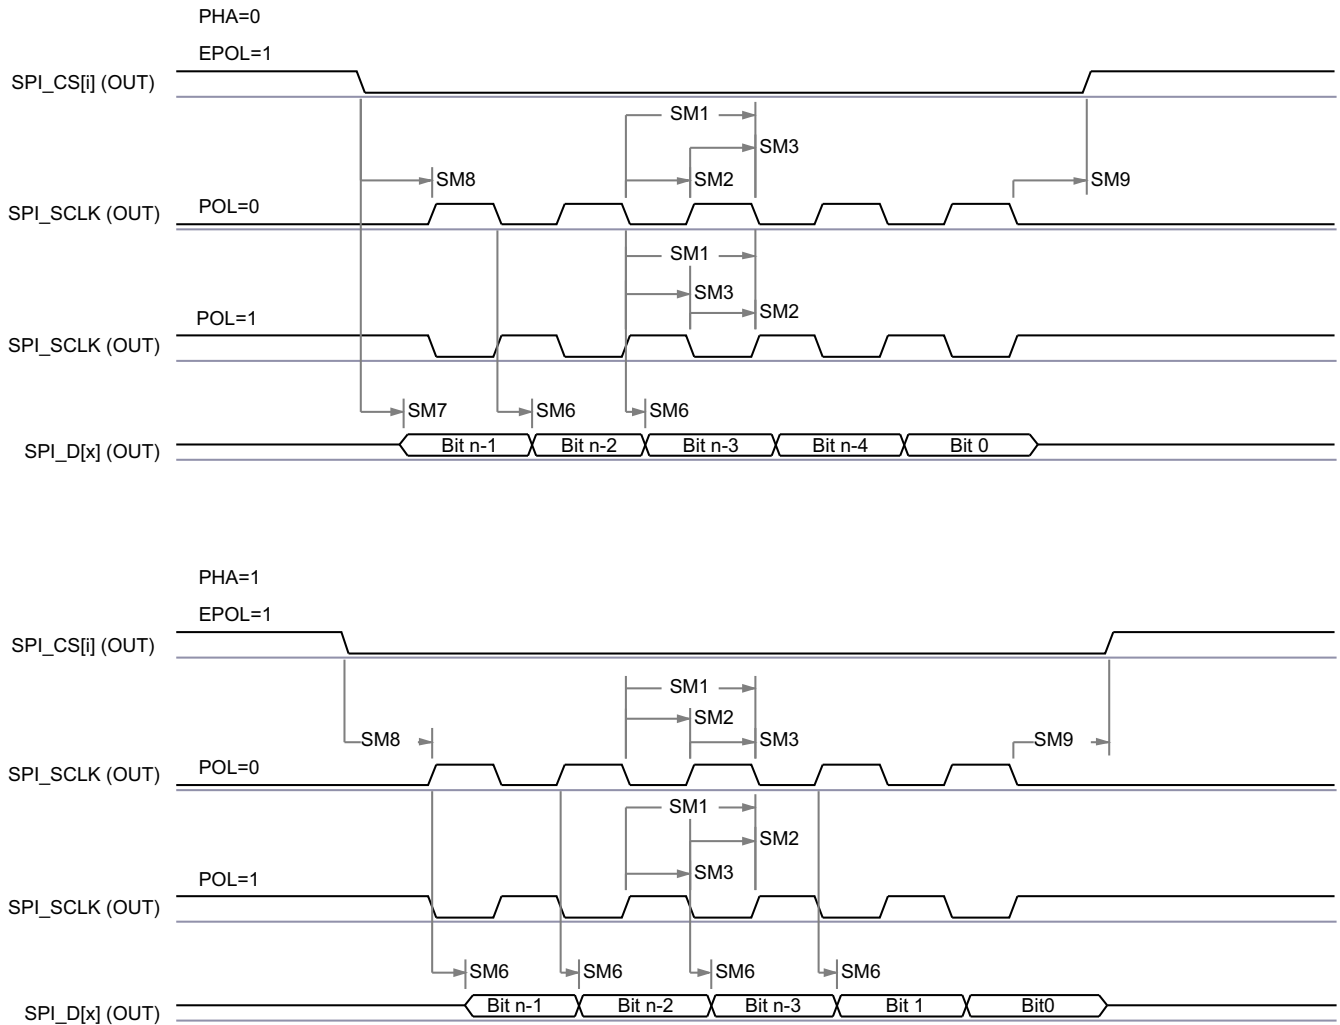 PHA=0
EPOL=1
SPI_CS[i] (OUT)
SM1
SM3
SM8
SM2
SM9
SPI_SCLK (OUT)
POL=0
SM1
SM3
SM2
POL=1
SPI_SCLK (OUT)
SM7
SM6
SM6
SPI_D[x] (OUT)
Bit n-1
Bit n-2
Bit n-3
Bit n-4
Bit 0
PHA=1
EPOL=1
SPI_CS[i] (OUT)
SM1
SM2
SM8
SM3
SM9
SPI_SCLK (OUT)
POL=0
SM1
SM2
SM3
POL=1
SPI_SCLK (OUT)
SM6
SM6
SM6
SM6
SPI_D[x] (OUT)
Bit n-1
Bit n-2
Bit n-3
Bit 1
Bit0